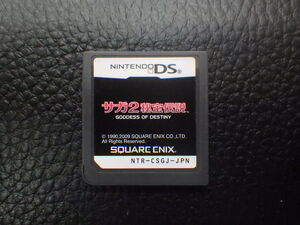 NINTENDO DS
サガ2秘宝伝説
GODDESS OF DESTINY
© 1990,2009 SQUARE ENIX CO.,LTD.
All Rights Reserved.
SQUARE ENIX
NTR-CSGJ-JPN